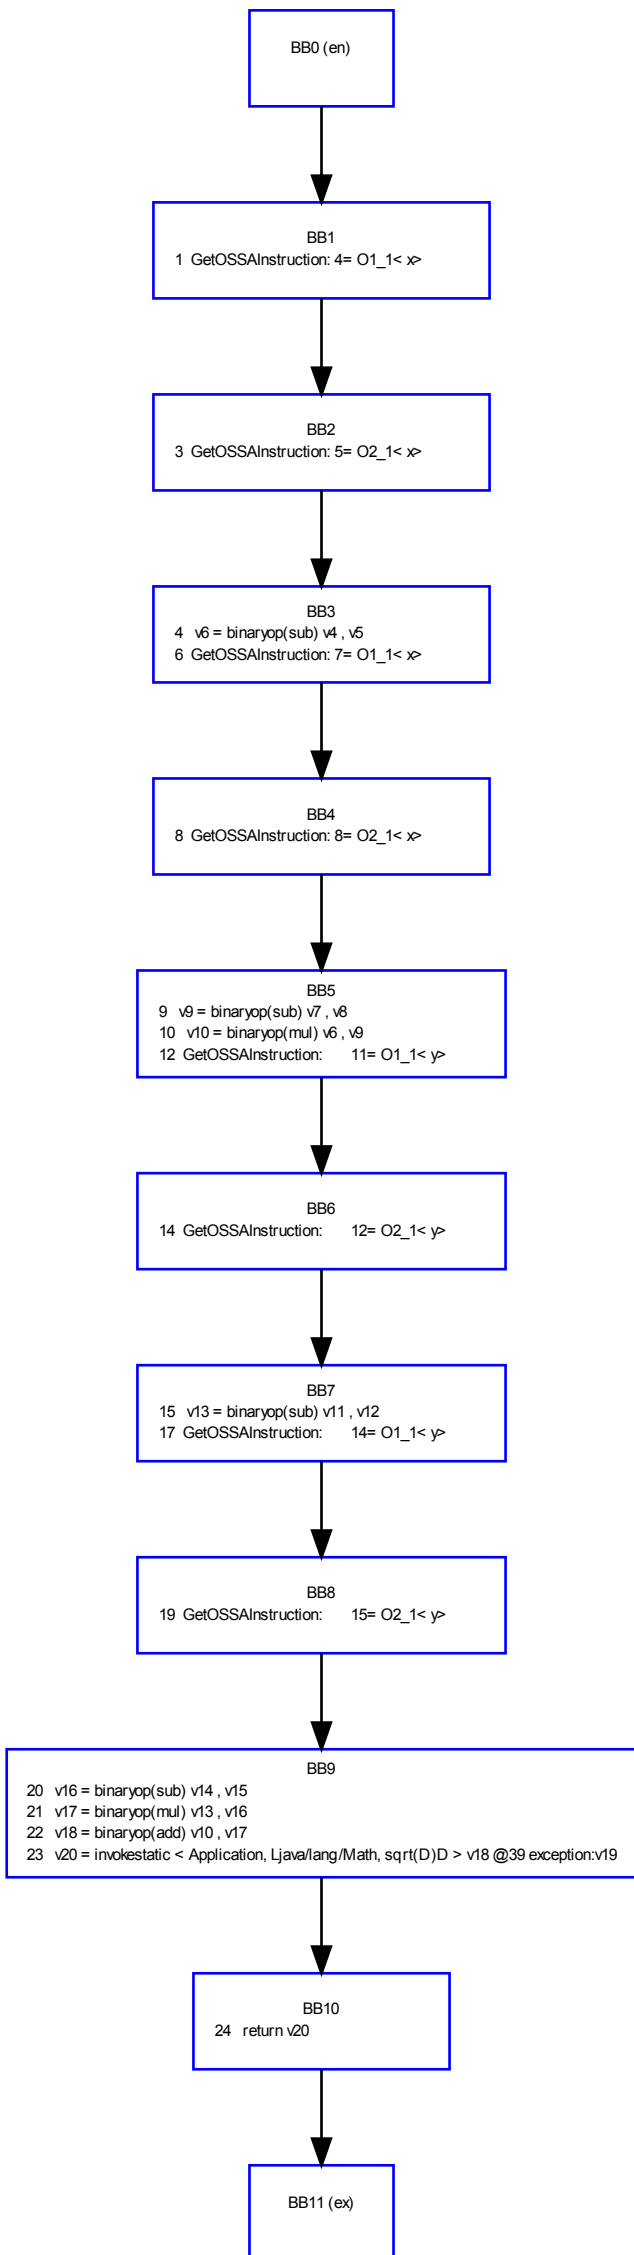 BB0 (en)
BB1
1 GetOSSAInstruction: 4= O1_1< x>
BB2
3 GetOSSAInstruction: 5= O2_1< x>
BB3
4 v6 = binaryop(sub) v4 , v5
6 GetOSSAInstruction: 7= O1_1< x>
BB4
8 GetOSSAInstruction: 8= O2_1< x>
BB5
9 v9 = binaryop(sub) v7 , v8
10 v10 = binaryop(mul) v6 , v9
12 GetOSSAInstruction: 11= O1_1< y>
BB6
14 GetOSSAInstruction: 12= O2_1< y>
BB7
15 v13 = binaryop(sub) v11 , v12
17 GetOSSAInstruction: 14= O1_1< y>
BB8
19 GetOSSAInstruction: 15= O2_1< y>
BB9
20 v16 = binaryop(sub) v14 , v15
21 v17 = binaryop(mul) v13 , v16
22 v18 = binaryop(add) v10 , v17
23 v20 = invokestatic < Application, Ljava/lang/Math, sqrt(D)D > v18 @39 exception:v19
BB10
24 return v20
BB11 (ex)